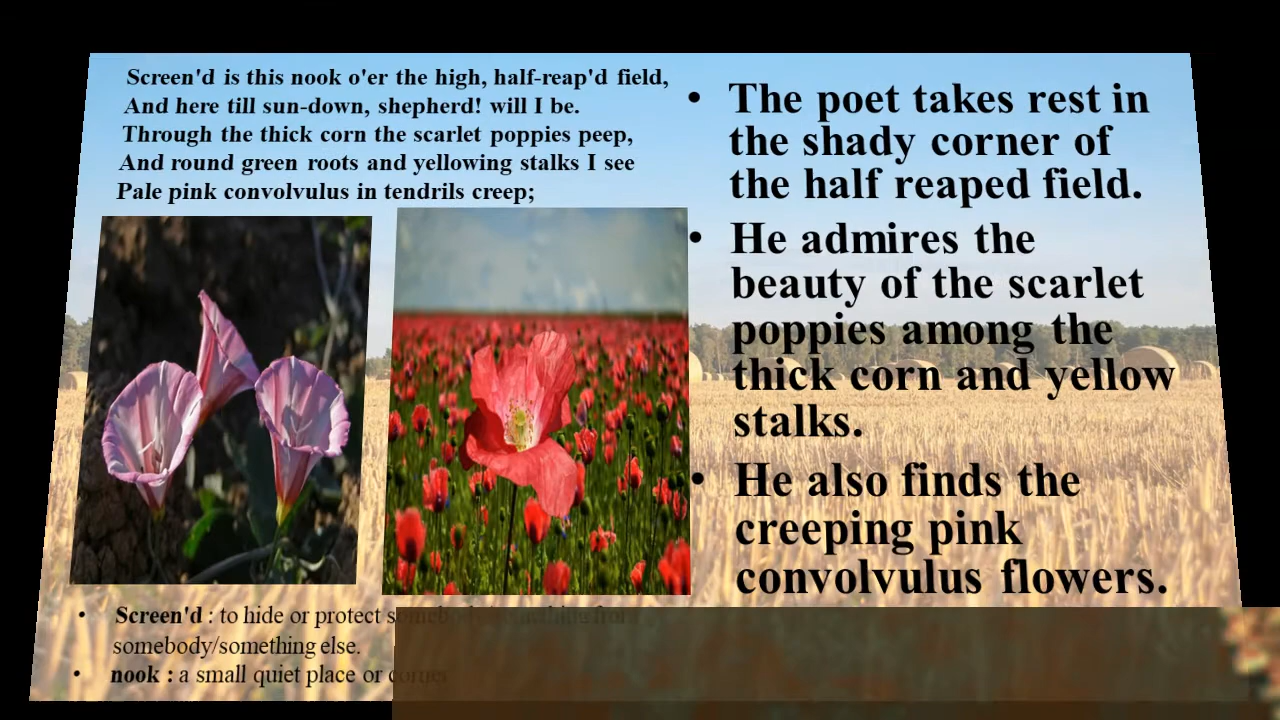 Screen'd is this nook o'er the high, half-reap'd field,
And here till sun-down, shepherd! will I be.
Through the thick corn the scarlet poppies peep,
And round green roots and yellowing stalks I see
Pale pink convolvulus in tendrils creep;
• The poet takes rest in
the shady corner of
the half reaped field.
• He admires the
beauty of the scarlet
poppies among the
thick corn and yellow
stalks.
• He also finds the
creeping pink
convolvulus flowers.
• Screen'd : to hide or protect somebody/something from
somebody/something else.
• nook : a small quiet place or corner